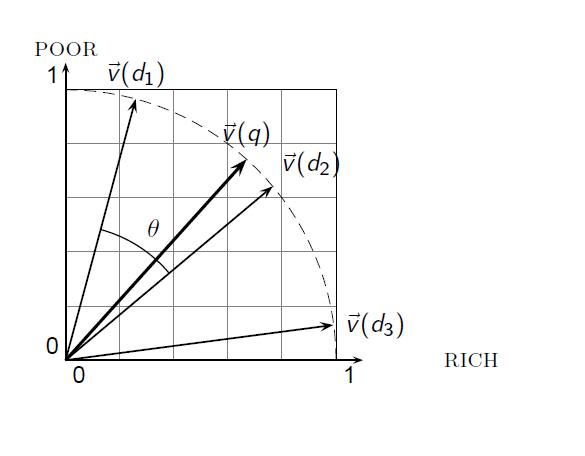 POOR
1
v⃗(d₁)
v⃗(q)
v⃗(d₂)
θ
v⃗(d₃)
0
RICH
0
1